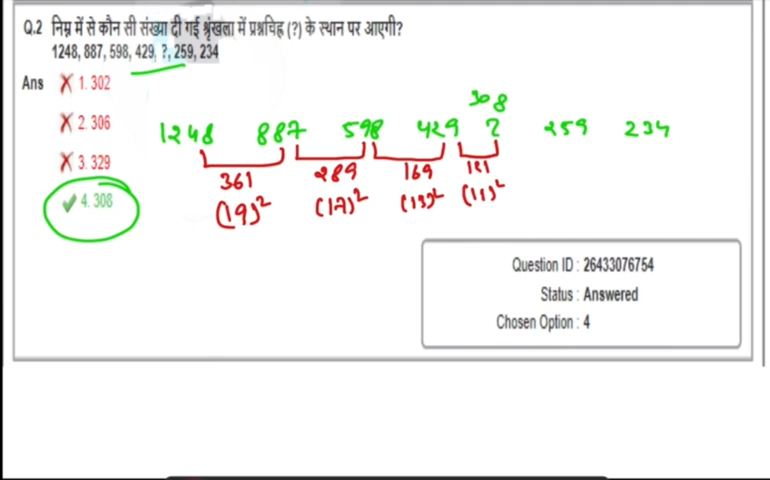 Q.2 निम्न में से कौन सी संख्या दी गई श्रृंखला में प्रश्नचिह्न (?) के स्थान पर आएगी?
1248, 887, 598, 429, ?, 259, 234
Ans 1. 302
2. 306
3. 329
4. 308
308
1248 887 598 429 ? 259 234
361 289 169 121
(19)² (17)² (13)² (11)²
Question ID : 26433076754
Status : Answered
Chosen Option : 4